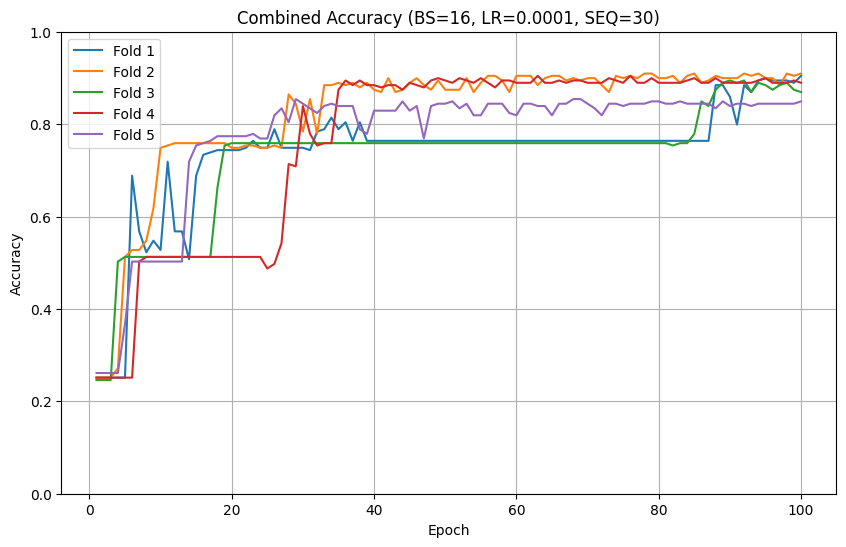 Combined Accuracy (BS=16, LR=0.0001, SEQ=30)
1.0
0.8
0.6
0.4
0.2
0.0
Accuracy
Fold 1
Fold 2
Fold 3
Fold 4
Fold 5
0 20 40 60 80 100
Epoch